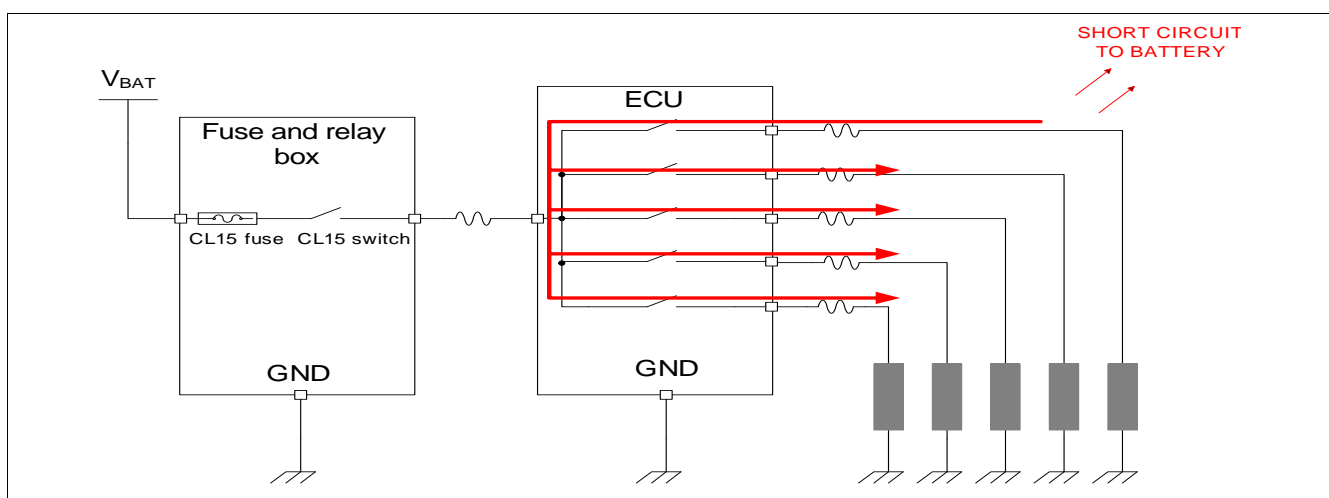 SHORT CIRCUIT
TO BATTERY
VBAT
Fuse and relay
box
ECU
CL15 fuse
CL15 switch
GND
GND